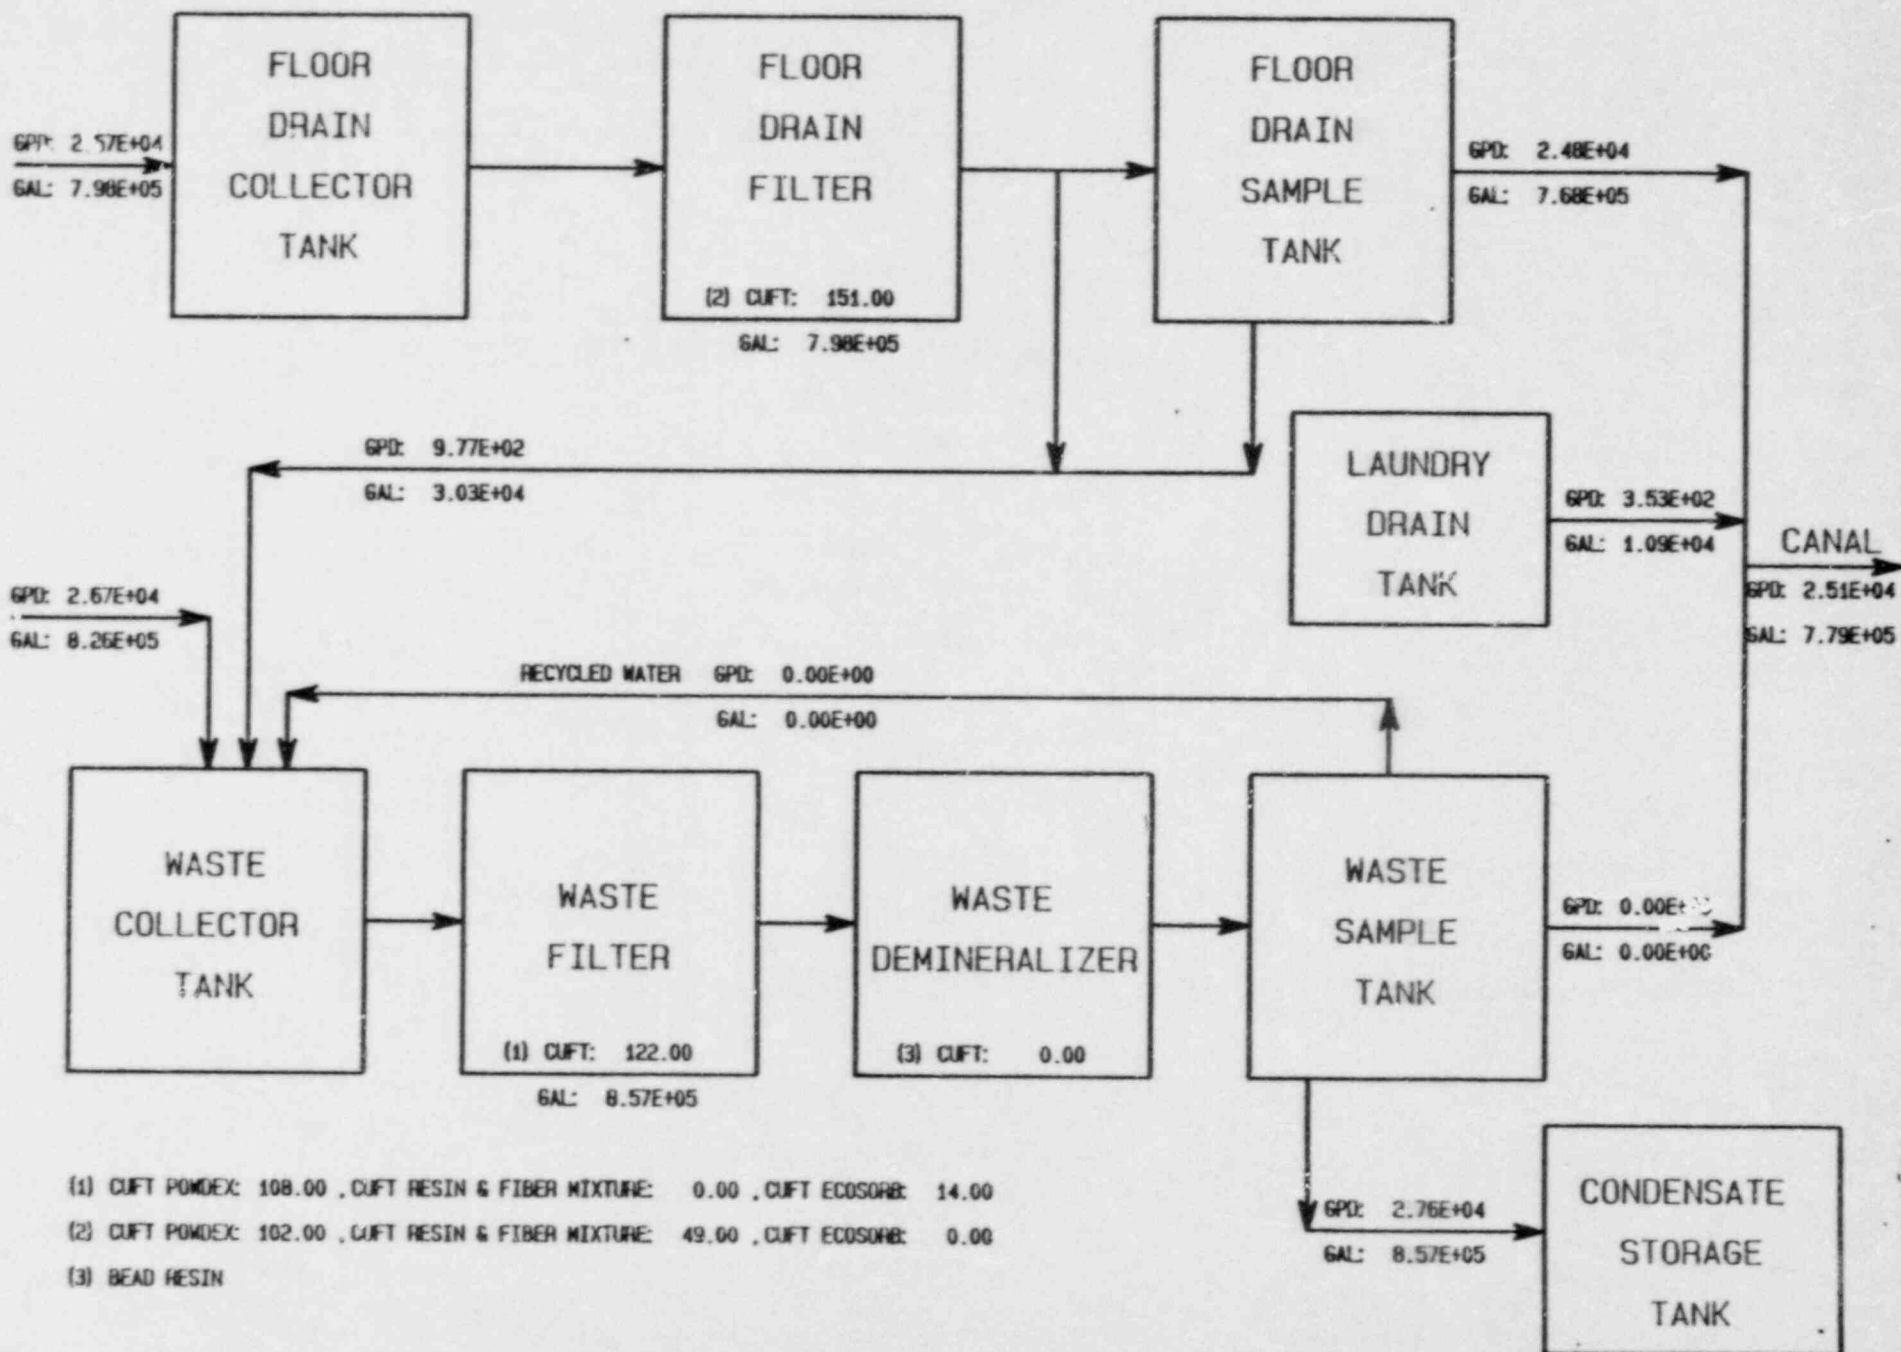 FLOOR
DRAIN
COLLECTOR
TANK
FLOOR
DRAIN
FILTER
(2) CUFT: 151.00
GAL: 7.98E+05
FLOOR
DRAIN
SAMPLE
TANK
GPD: 2.57E+04
GAL: 7.98E+05
GPD: 2.48E+04
GAL: 7.68E+05
GPD: 9.77E+02
GAL: 3.03E+04
LAUNDRY
DRAIN
TANK
GPD: 3.53E+02
GAL: 1.09E+04
CANAL
GPD: 2.51E+04
GAL: 7.79E+05
GPD: 2.67E+04
GAL: 8.26E+05
RECYCLED WATER GPD: 0.00E+00
GAL: 0.00E+00
WASTE
COLLECTOR
TANK
WASTE
FILTER
(1) CUFT: 122.00
GAL: 8.57E+05
WASTE
DEMINERALIZER
(3) CUFT: 0.00
WASTE
SAMPLE
TANK
GPD:
GAL: 0.00E+00
(1) CUFT POWDEX: 108.00 , CUFT RESIN & FIBER MIXTURE: 0.00 , CUFT ECOSORB: 14.00
(2) CUFT POWDEX: 102.00 , CUFT RESIN & FIBER MIXTURE: 49.00 , CUFT ECOSORB: 0.00
(3) BEAD RESIN
GPD: 2.76E+04
GAL: 8.57E+05
CONDENSATE
STORAGE
TANK